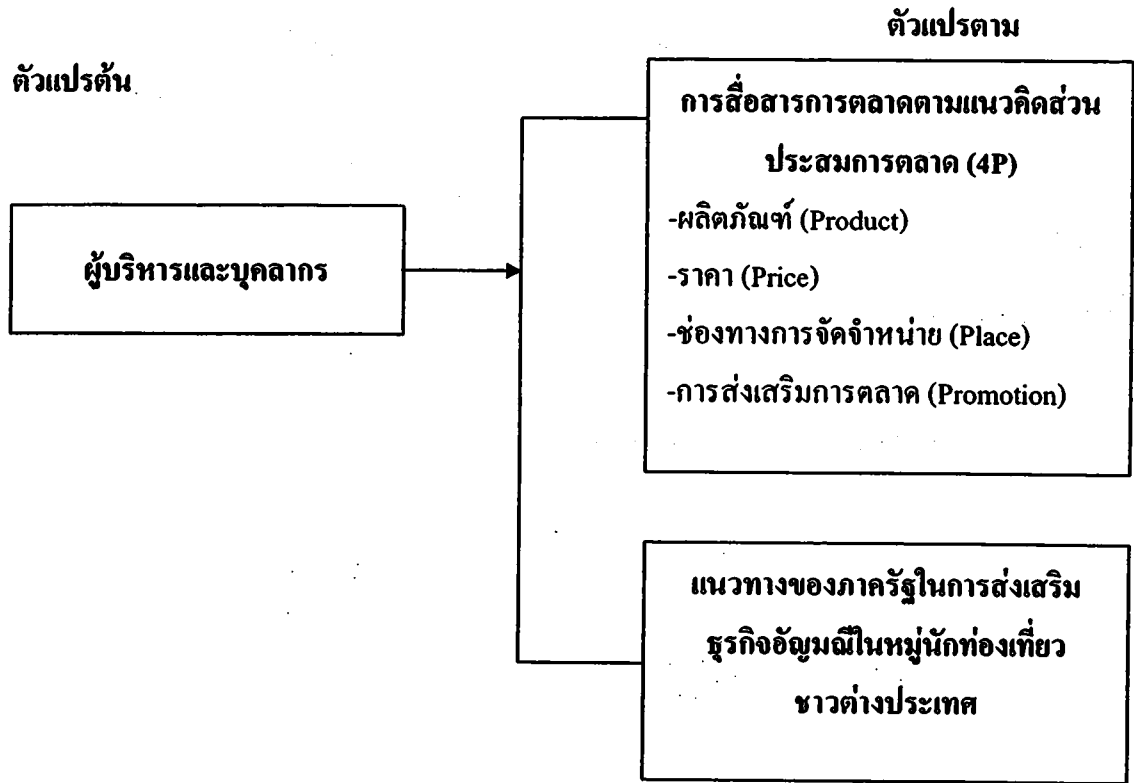 ตัวแปรตาม
ตัวแปรต้น
การสื่อสารการตลาดตามแนวคิดส่วน
ประสมการตลาด (4P)
-ผลิตภัณฑ์ (Product)
-ราคา (Price)
-ช่องทางการจัดจำหน่าย (Place)
-การส่งเสริมการตลาด (Promotion)
ผู้บริหารและบุคลากร
แนวทางของภาครัฐในการส่งเสริม
ธุรกิจอัญมณีในหมู่นักท่องเที่ยว
ชาวต่างประเทศ